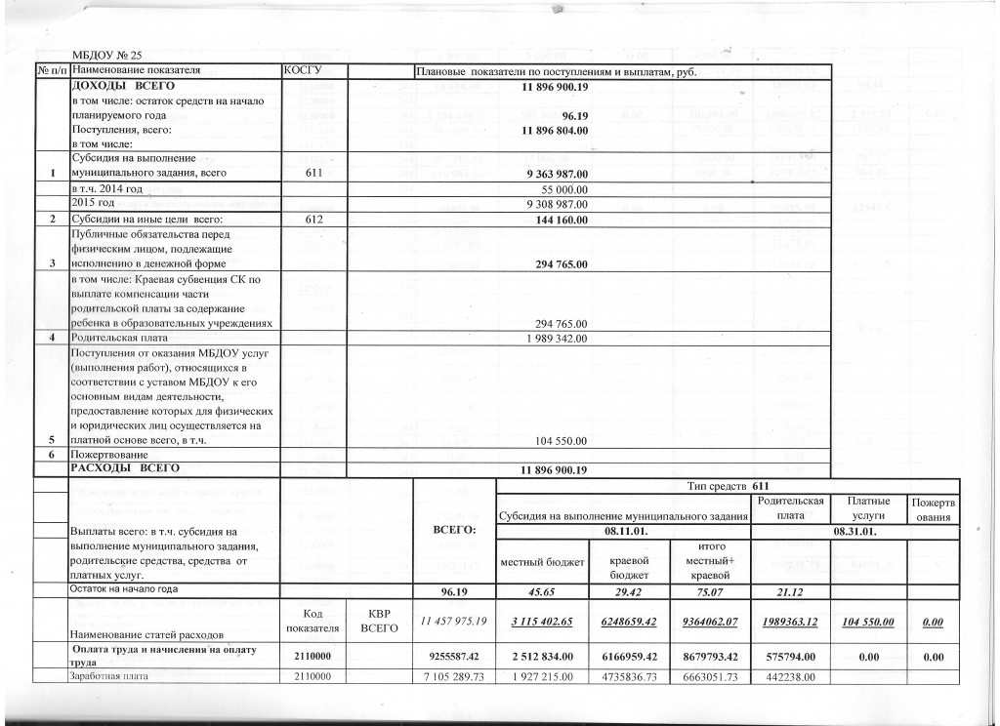 МБДОУ № 25
№ п/п Наименование показателя КОСГУ Плановые показатели по поступлениям и выплатам, руб.
ДОХОДЫ ВСЕГО 11 896 900.19
в том числе: остаток средств на начало
планируемого года 96.19
Поступления, всего: 11 896 804.00
в том числе:
Субсидия на выполнение
1 муниципального задания, всего 611 9 363 987.00
в т.ч. 2014 год 55 000.00
2015 год 9 308 987.00
2 Субсидии на иные цели всего: 612 144 160.00
Публичные обязательства перед
физическим лицом, подлежащие
3 исполнению в денежной форме 294 765.00
в том числе: Краевая субвенция СК по
выплате компенсации части
родительской платы за содержание
ребенка в образовательных учреждениях 294 765.00
4 Родительская плата 1 989 342.00
Поступления от оказания МБДОУ услуг
(выполнения работ), относящихся в
соответствии с уставом МБДОУ к его
основным видам деятельности,
предоставление которых для физических
и юридических лиц осуществляется на
5 платной основе всего, в т.ч. 104 550.00
6 Пожертвование
РАСХОДЫ ВСЕГО 11 896 900.19
Тип средств 611
Выплаты всего: в т.ч. субсидия на
выполнение муниципального задания,
родительские средства, средства от
платных услуг.
ВСЕГО:
Субсидия на выполнение муниципального задания
Родительская
плата
Платные
услуги
Пожертв
ования
08.11.01. 08.31.01.
местный бюджет
краевой
бюджет
итого
местный+
краевой
Остаток на начало года 96.19 45.65 29.42 75.07 21.12
Наименование статей расходов
Код
показателя
КВР
ВСЕГО
11 457 975.19 3 115 402.65 6248659.42 9364062.07 1989363.12 104 550.00 0.00
Оплата труда и начисления на оплату
труда 2110000 9255587.42 2 512 834.00 6166959.42 8679793.42 575794.00 0.00 0.00
Заработная плата 2110000 7 105 289.73 1 927 215.00 4735836.73 6663051.73 442238.00